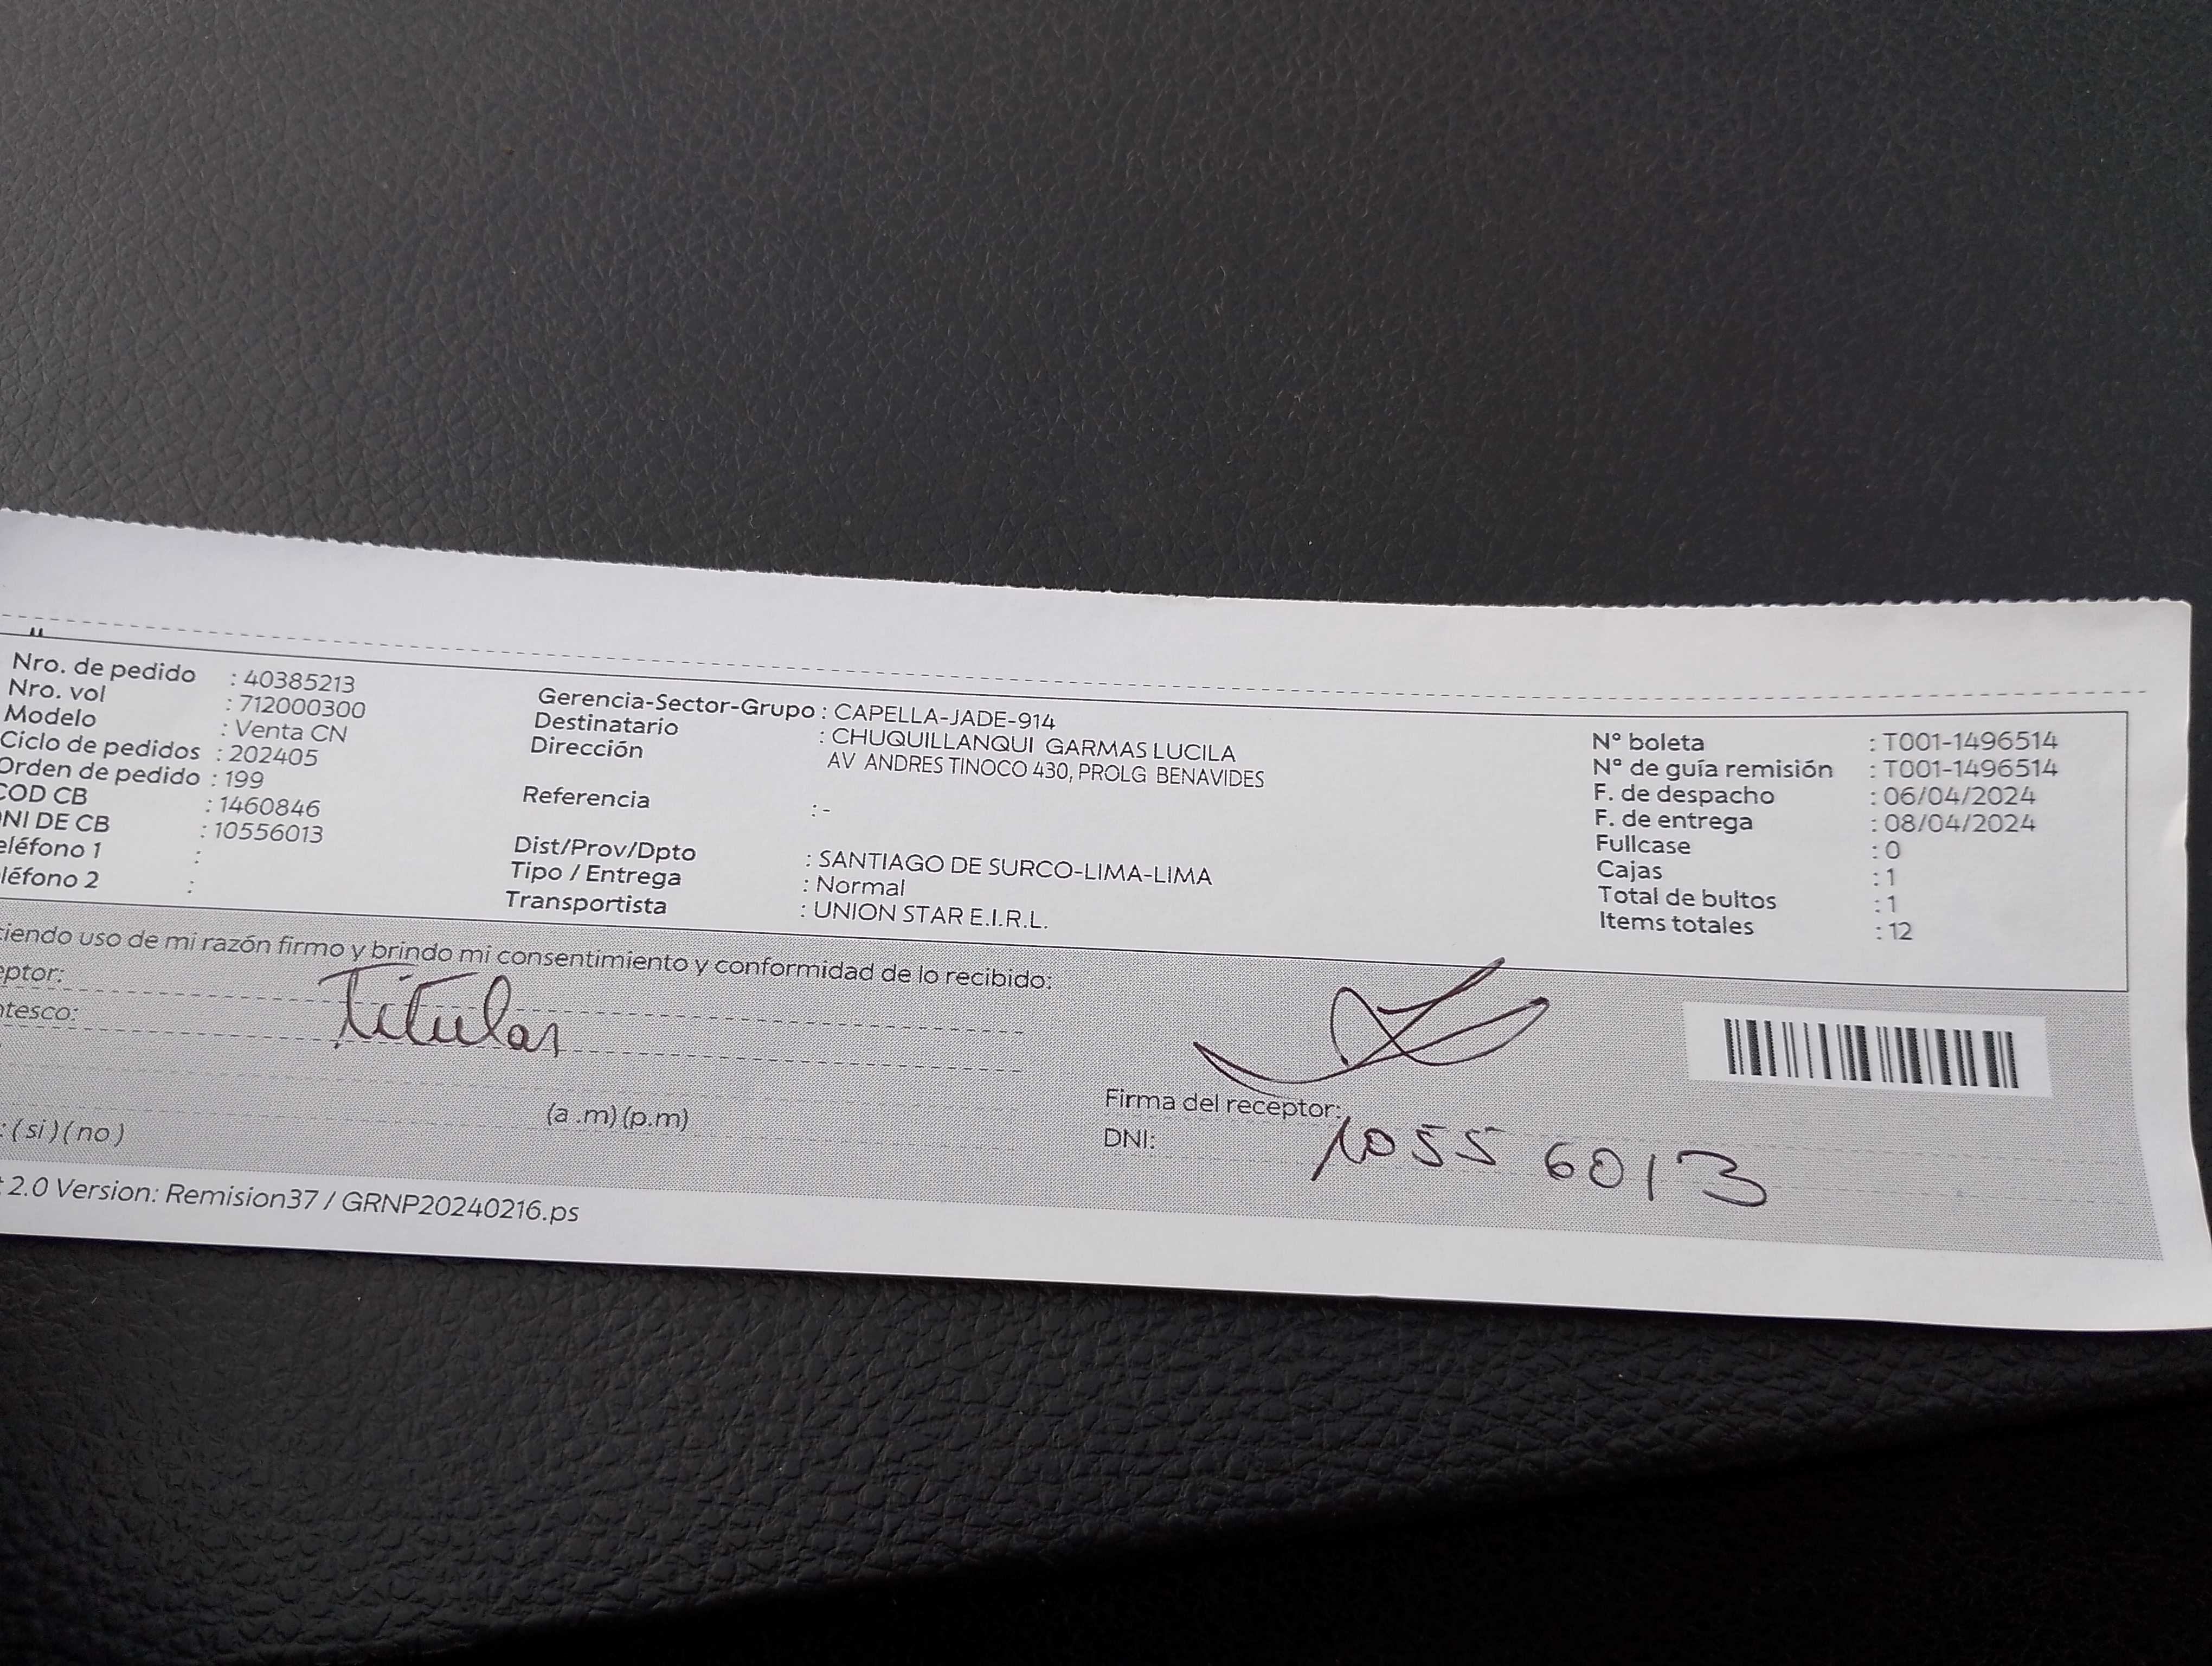 Nro. de pedido : 40385213
Nro. vol : 712000300
Modelo : Venta CN
Ciclo de pedidos : 202405
Orden de pedido : 199
COD CB : 1460846
NI DE CB : 10556013
eléfono 1 :
léfono 2 :
Gerencia-Sector-Grupo : CAPELLA-JADE-914
Destinatario : CHUQUILLANQUI GARMAS LUCILA
Dirección AV ANDRES TINOCO 430, PROLG BENAVIDES
Referencia : -
Dist/Prov/Dpto : SANTIAGO DE SURCO-LIMA-LIMA
Tipo / Entrega : Normal
Transportista : UNION STAR E.I.R.L.
N° boleta : T001-1496514
N° de guía remisión : T001-1496514
F. de despacho : 06/04/2024
F. de entrega : 08/04/2024
Fullcase : 0
Cajas : 1
Total de bultos : 1
Items totales : 12
ciendo uso de mi razón firmo y brindo mi consentimiento y conformidad de lo recibido:
eptor:
ntesco: Titular
(a .m) (p.m)
: (si) (no)
Firma del receptor:
DNI: 1055 6013
t 2.0 Version: Remision37 / GRNP20240216.ps